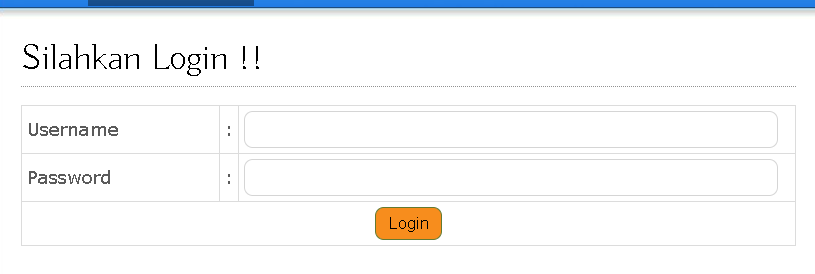 Silahkan Login !!
Username :
Password :
Login